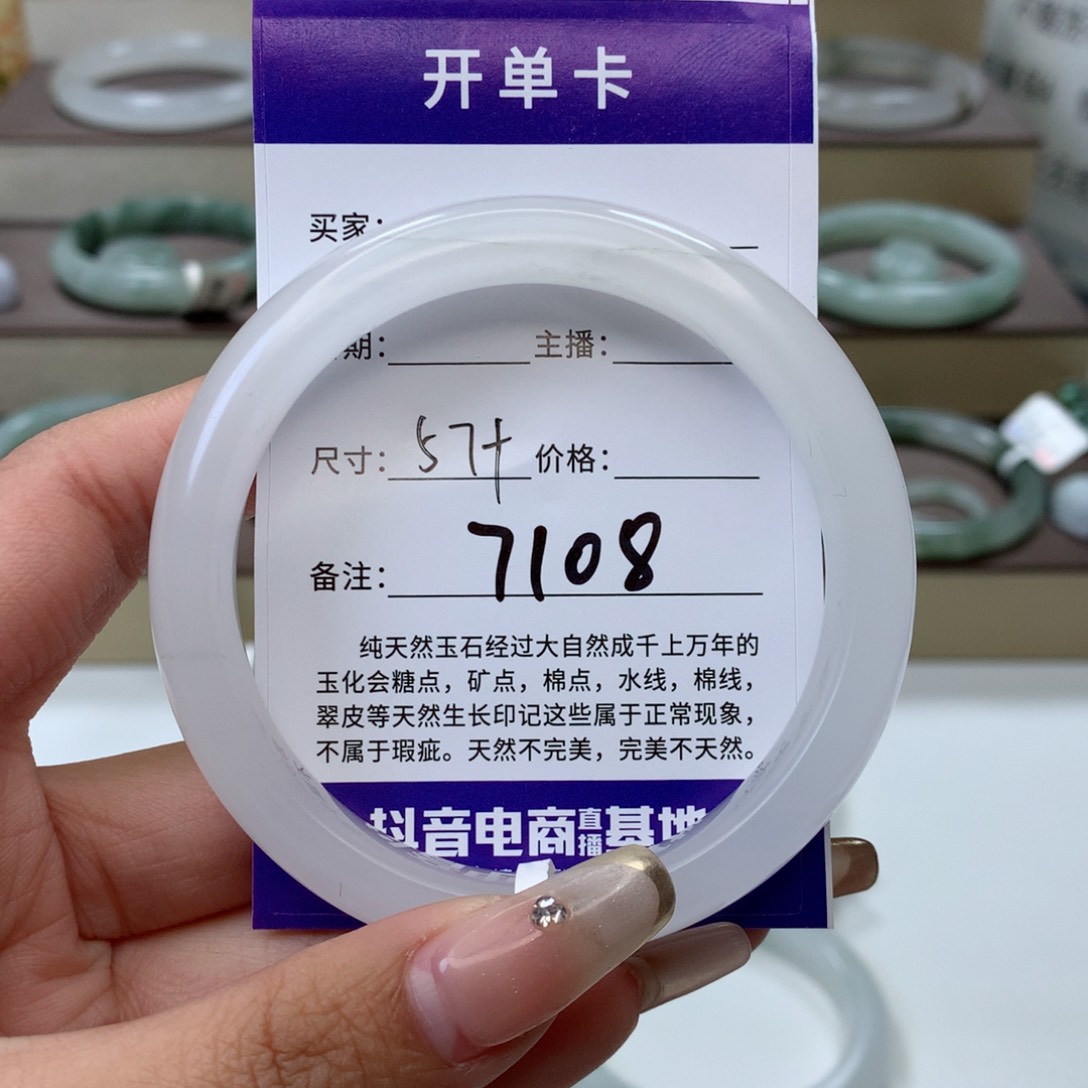 开单卡
买家：
期： 主播：
尺寸：57+ 价格：
备注：7108
纯天然玉石经过大自然成千上万年的
玉化会糖点，矿点，棉点，水线，棉线，
翠皮等天然生长印记这些属于正常现象，
不属于瑕疵。天然不完美，完美不天然。
抖音电商直播基地